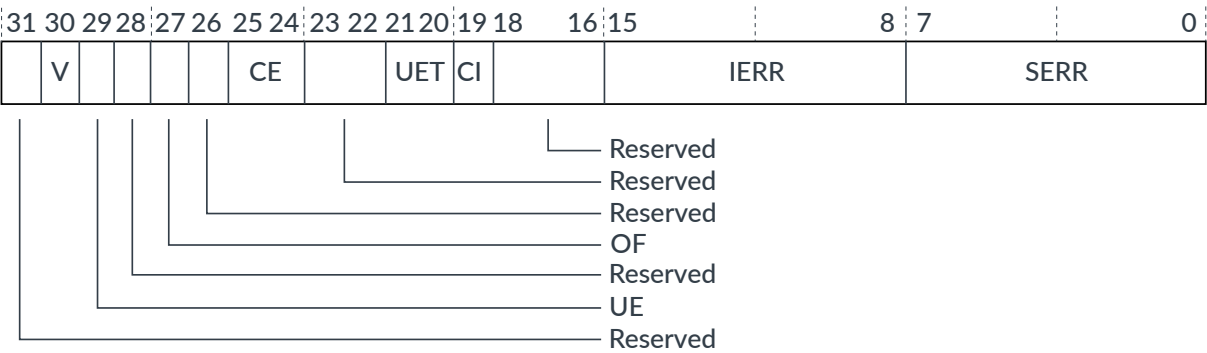 31 30 29 28 27 26 25 24 23 22 21 20 19 18 16 15 8 7 0
V CE UET CI IERR SERR
Reserved
Reserved
Reserved
OF
Reserved
UE
Reserved